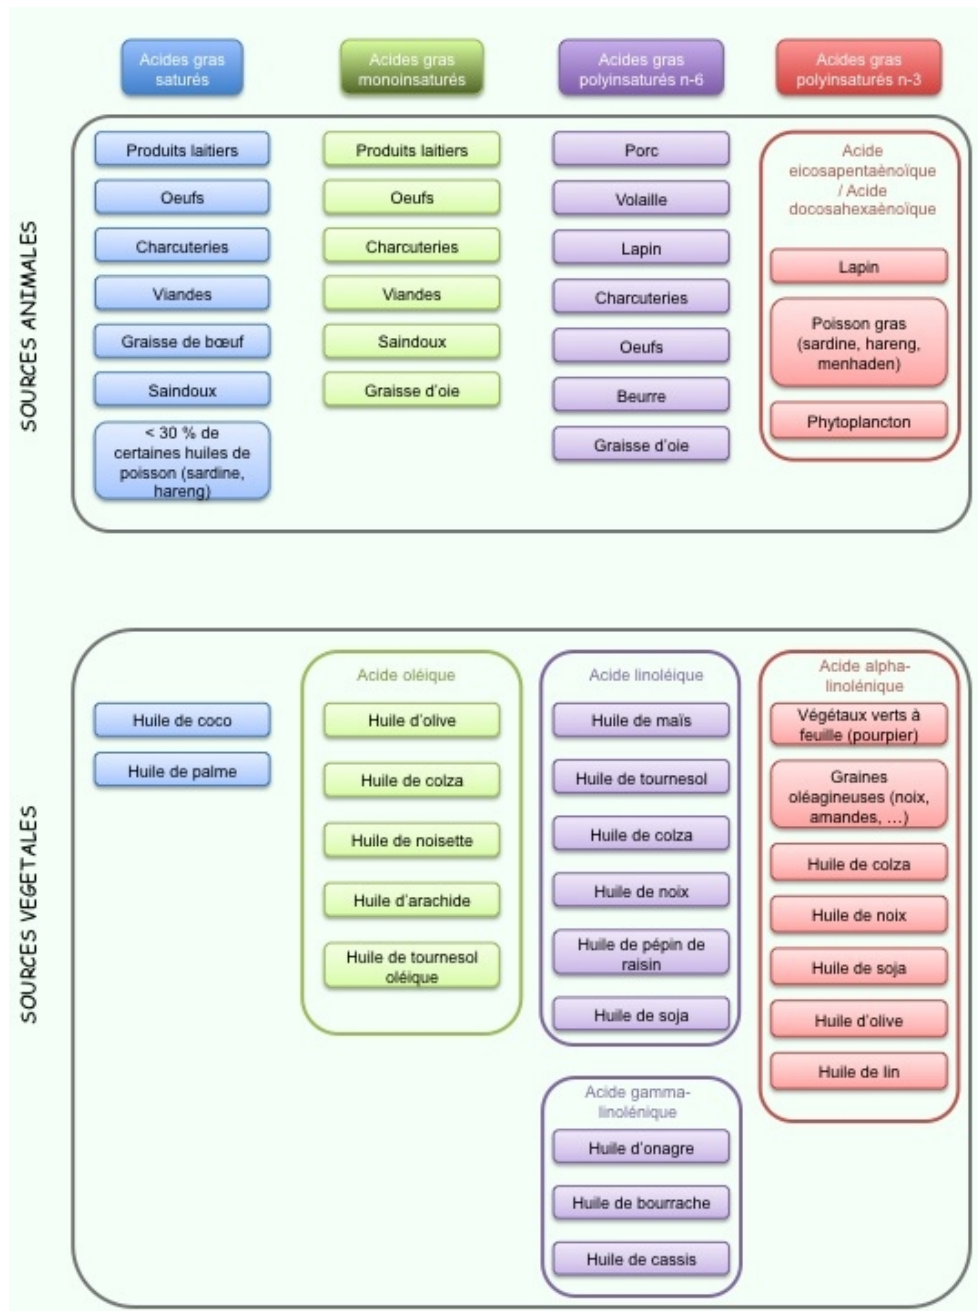 Acides gras
saturés
Acides gras
monoinsaturés
Acides gras
polyinsaturés n-6
Acides gras
polyinsaturés n-3
SOURCES ANIMALES
Produits laitiers
Oeufs
Charcuteries
Viandes
Graisse de bœuf
Saindoux
< 30 % de
certaines huiles de
poisson (sardine,
hareng)
Produits laitiers
Oeufs
Charcuteries
Viandes
Saindoux
Graisse d'oie
Porc
Volaille
Lapin
Charcuteries
Oeufs
Beurre
Graisse d'oie
Acide
eicosapentaènoïque
/ Acide
docosahexaènoïque
Lapin
Poisson gras
(sardine, hareng,
menhaden)
Phytoplancton
SOURCES VEGETALES
Huile de coco
Huile de palme
Acide oléique
Huile d'olive
Huile de colza
Huile de noisette
Huile d'arachide
Huile de tournesol
oléique
Acide linoléique
Huile de maïs
Huile de tournesol
Huile de colza
Huile de noix
Huile de pépin de
raisin
Huile de soja
Acide gamma-
linolénique
Huile d'onagre
Huile de bourrache
Huile de cassis
Acide alpha-
linolénique
Végétaux verts à
feuille (pourpier)
Graines
oléagineuses (noix,
amandes, …)
Huile de colza
Huile de noix
Huile de soja
Huile d'olive
Huile de lin